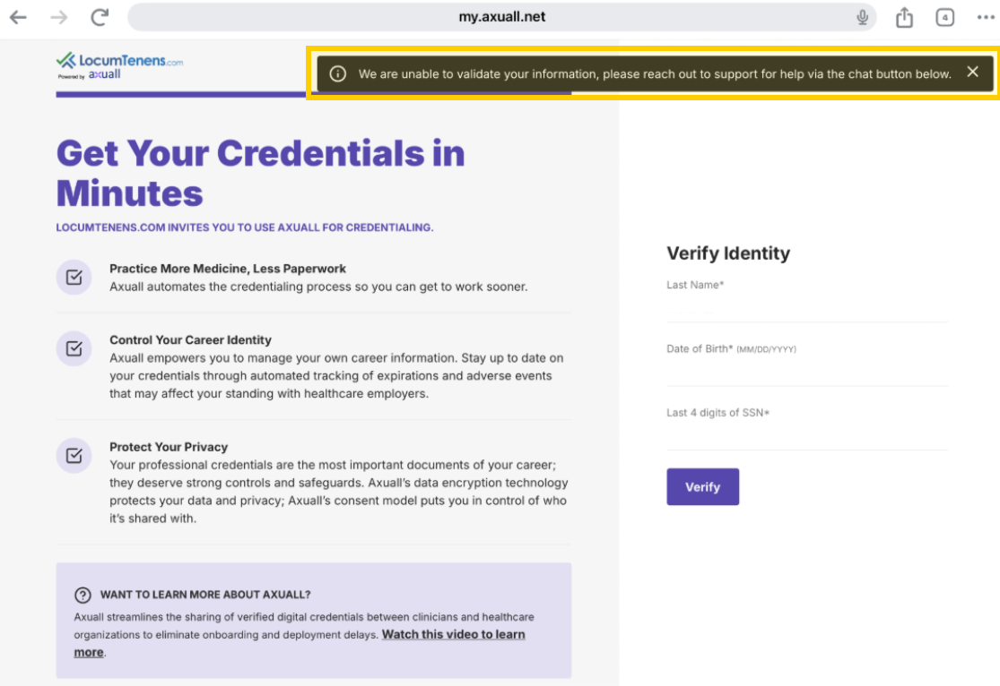 my.axuall.net
4
LocumTenens.com
Powered by axuall
We are unable to validate your information, please reach out to support for help via the chat button below.
Get Your Credentials in
Minutes
LOCUMTENENS.COM INVITES YOU TO USE AXUALL FOR CREDENTIALING.
Practice More Medicine, Less Paperwork
Axuall automates the credentialing process so you can get to work sooner.
Control Your Career Identity
Axuall empowers you to manage your own career information. Stay up to date on
your credentials through automated tracking of expirations and adverse events
that may affect your standing with healthcare employers.
Protect Your Privacy
Your professional credentials are the most important documents of your career;
they deserve strong controls and safeguards. Axuall’s data encryption technology
protects your data and privacy; Axuall’s consent model puts you in control of who
it’s shared with.
WANT TO LEARN MORE ABOUT AXUALL?
Axuall streamlines the sharing of verified digital credentials between clinicians and healthcare
organizations to eliminate onboarding and deployment delays. Watch this video to learn
more.
Verify Identity
Last Name*
Date of Birth* (MM/DD/YYYY)
Last 4 digits of SSN*
Verify